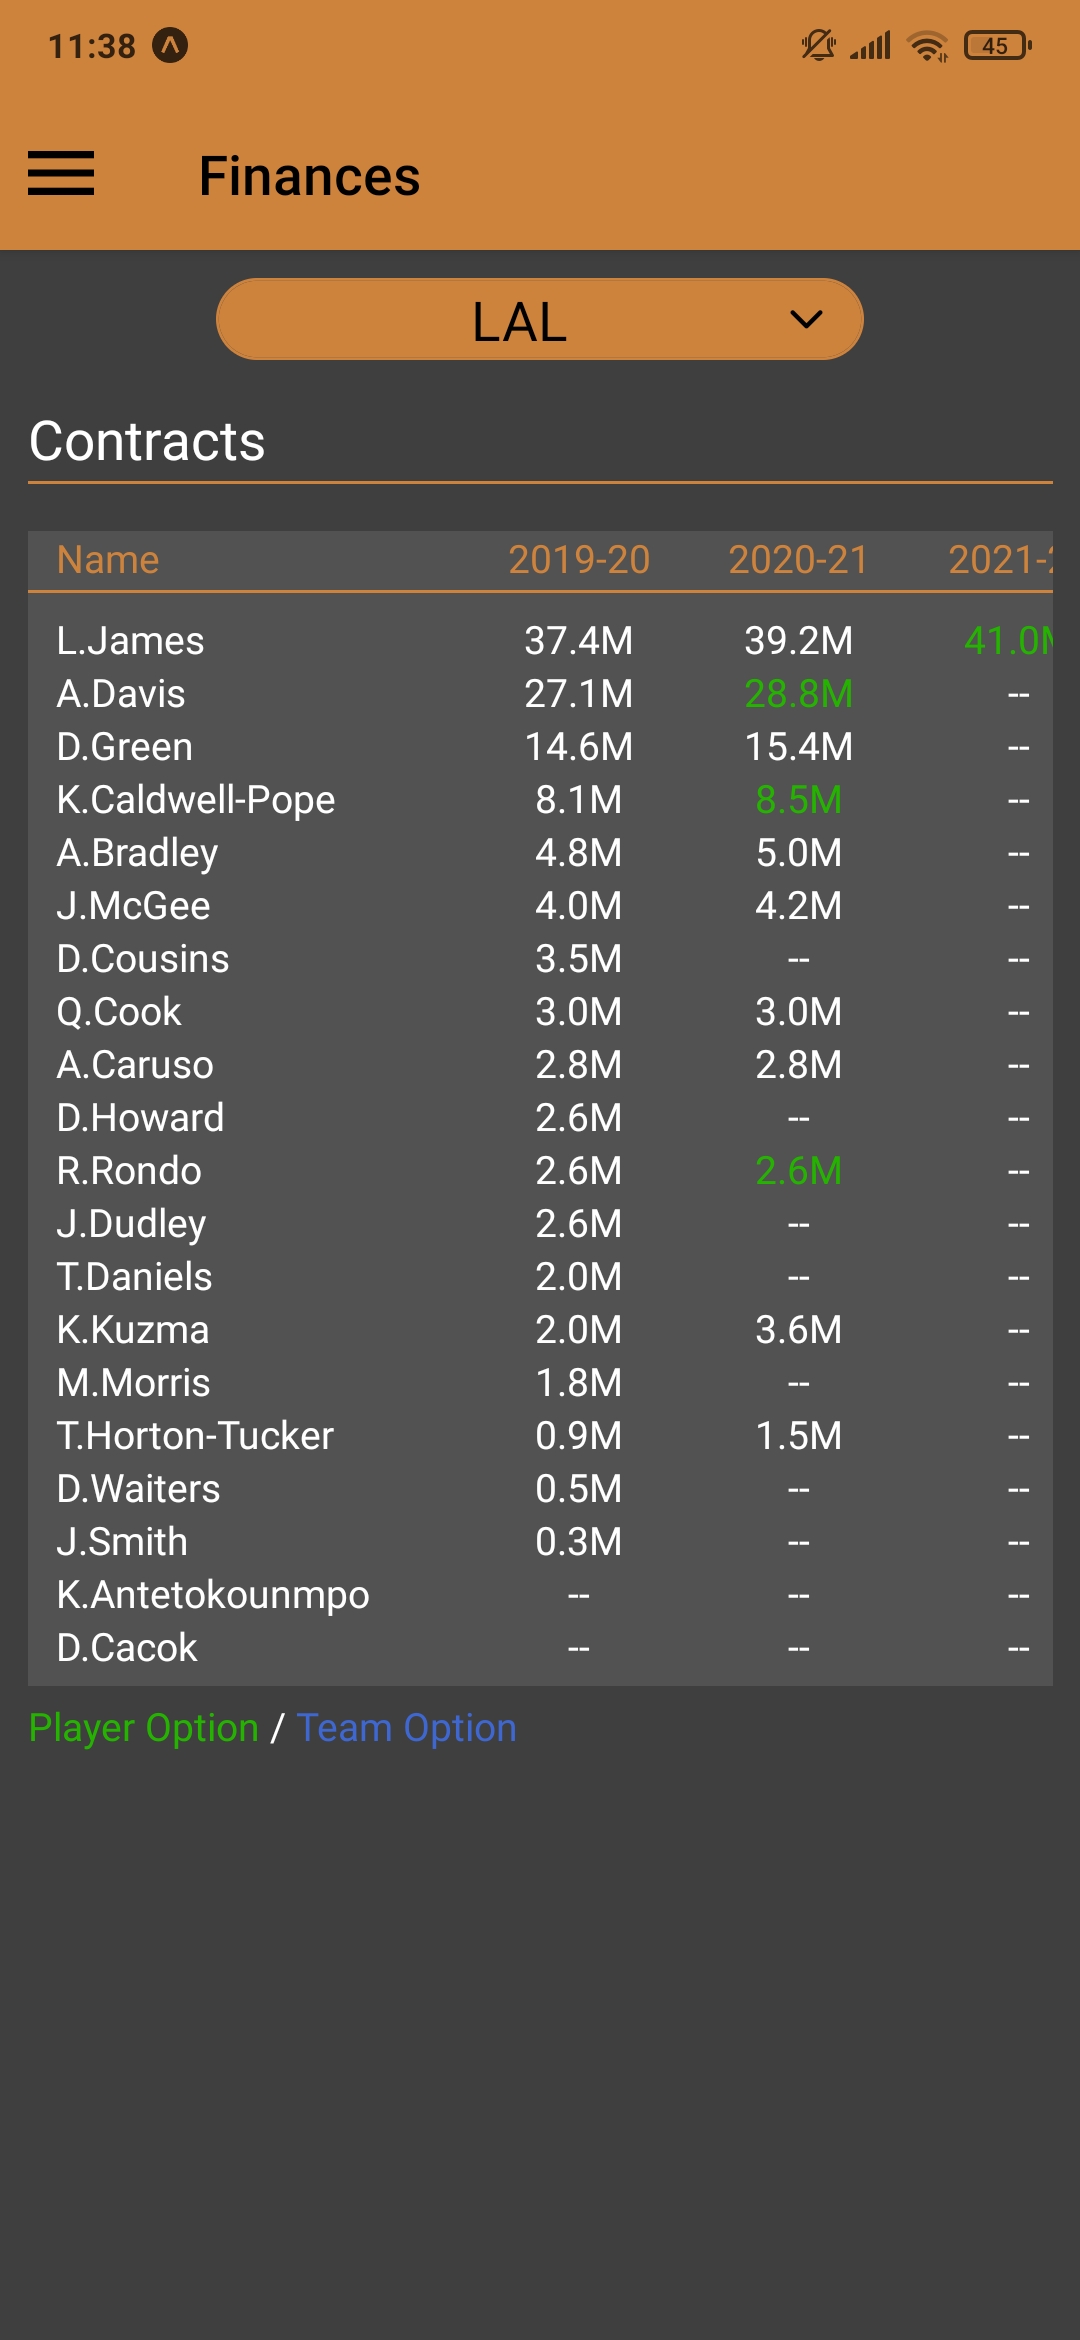 11:38
45
Finances
LAL
Contracts
Name 2019-20 2020-21 2021-2
L.James 37.4M 39.2M 41.0M
A.Davis 27.1M 28.8M --
D.Green 14.6M 15.4M --
K.Caldwell-Pope 8.1M 8.5M --
A.Bradley 4.8M 5.0M --
J.McGee 4.0M 4.2M --
D.Cousins 3.5M -- --
Q.Cook 3.0M 3.0M --
A.Caruso 2.8M 2.8M --
D.Howard 2.6M -- --
R.Rondo 2.6M 2.6M --
J.Dudley 2.6M -- --
T.Daniels 2.0M -- --
K.Kuzma 2.0M 3.6M --
M.Morris 1.8M -- --
T.Horton-Tucker 0.9M 1.5M --
D.Waiters 0.5M -- --
J.Smith 0.3M -- --
K.Antetokounmpo -- -- --
D.Cacok -- -- --
Player Option / Team Option